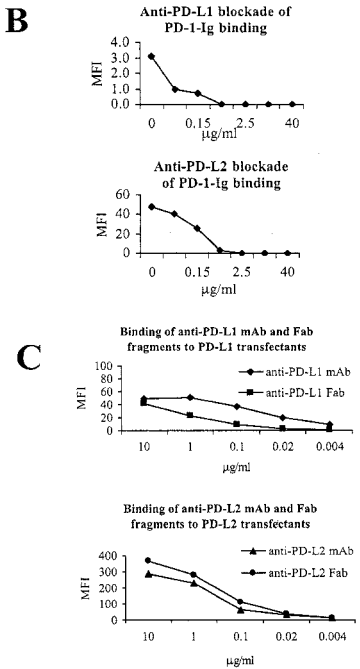 B
Anti-PD-L1 blockade of
PD-1-Ig binding
MFI
4.0
3.0
2.0
1.0
0.0
0 0.15 2.5 40
µg/ml
Anti-PD-L2 blockade
of PD-1-Ig binding
MFI
60
40
20
0
0 0.15 2.5 40
µg/ml
C
Binding of anti-PD-L1 mAb and Fab
fragments to PD-L1 transfectants
MFI
100
80
60
40
20
0
anti-PD-L1 mAb
anti-PD-L1 Fab
10 1 0.1 0.02 0.004
µg/ml
Binding of anti-PD-L2 mAb and Fab
fragments to PD-L2 transfectants
MFI
400
300
200
100
0
anti-PD-L2 mAb
anti-PD-L2 Fab
10 1 0.1 0.02 0.004
µg/ml